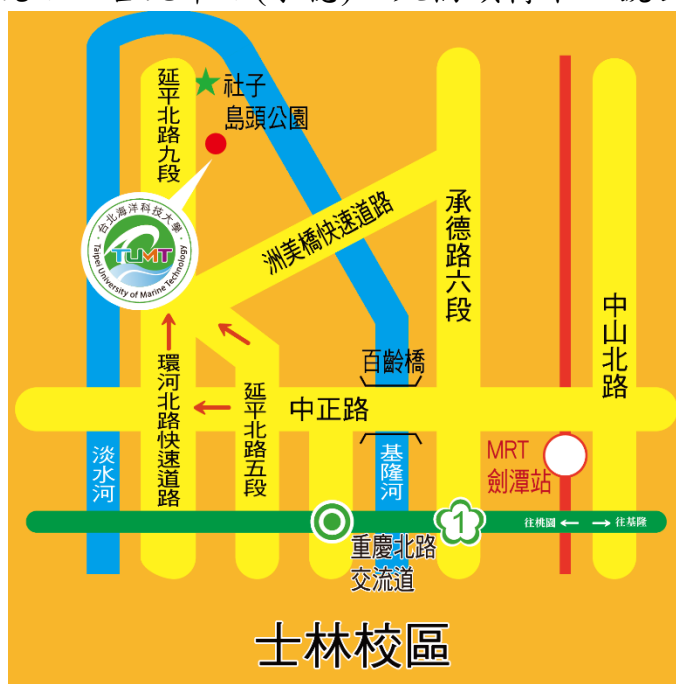 延平北路九段
社子
島頭公園
台北海洋科技大學
TUMT
Taipei University of Marine Technology
洲美橋快速道路
承德路六段
中山北路
百齡橋
環河北路快速道路
延平北路五段
中正路
淡水河
基隆河
MRT
劍潭站
1
往桃園 ← → 往基隆
重慶北路
交流道
士林校區